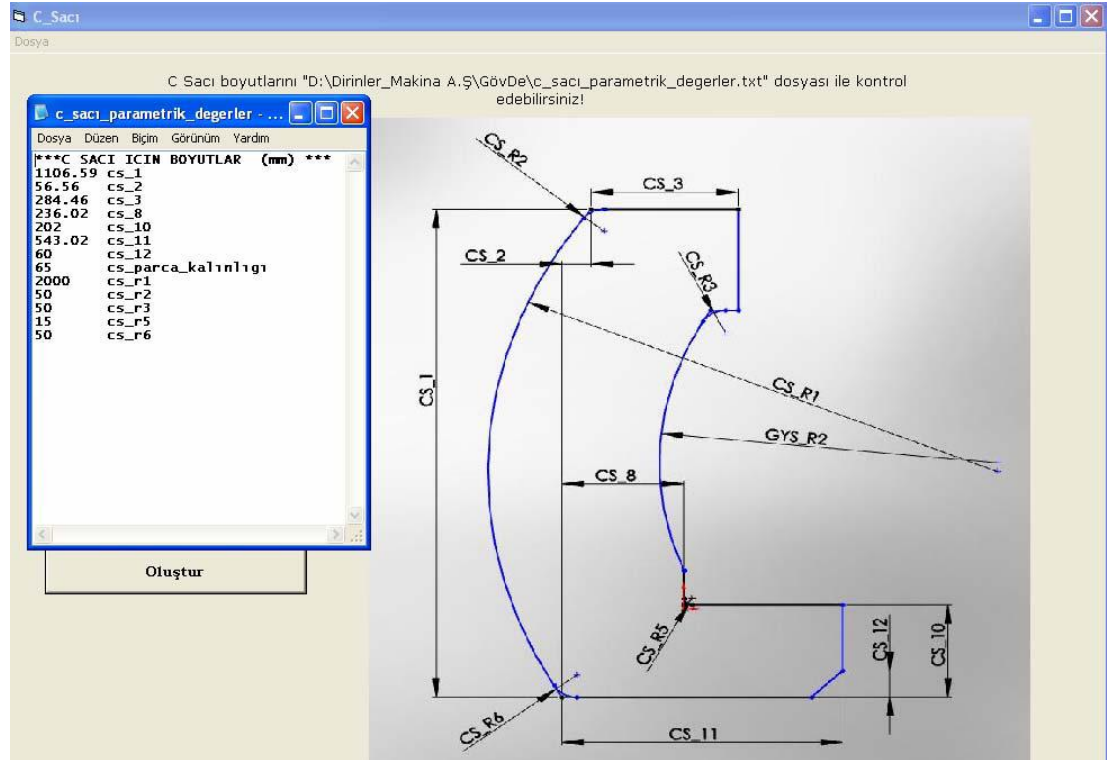 C_Sacı
Dosya
C Sacı boyutlarını "D:\Dirinler_Makina A.Ş\GövDe\c_sacı_parametrik_degerler.txt" dosyası ile kontrol
edebilirsiniz!
c_sacı_parametrik_degerler - ...
Dosya Düzen Biçim Görünüm Yardım
***C SACI ICIN BOYUTLAR (mm) ***
1106.59 cs_1
56.56 cs_2
284.46 cs_3
236.02 cs_8
202 cs_10
543.02 cs_11
60 cs_12
65 cs_parca_kalınlıgı
2000 cs_r1
50 cs_r2
50 cs_r3
15 cs_r5
50 cs_r6
Oluştur
CS_R2
CS_3
CS_2
CS_R3
CS_1
CS_R1
GYS_R2
CS_8
CS_R5
CS_12
CS_10
CS_R6
CS_11